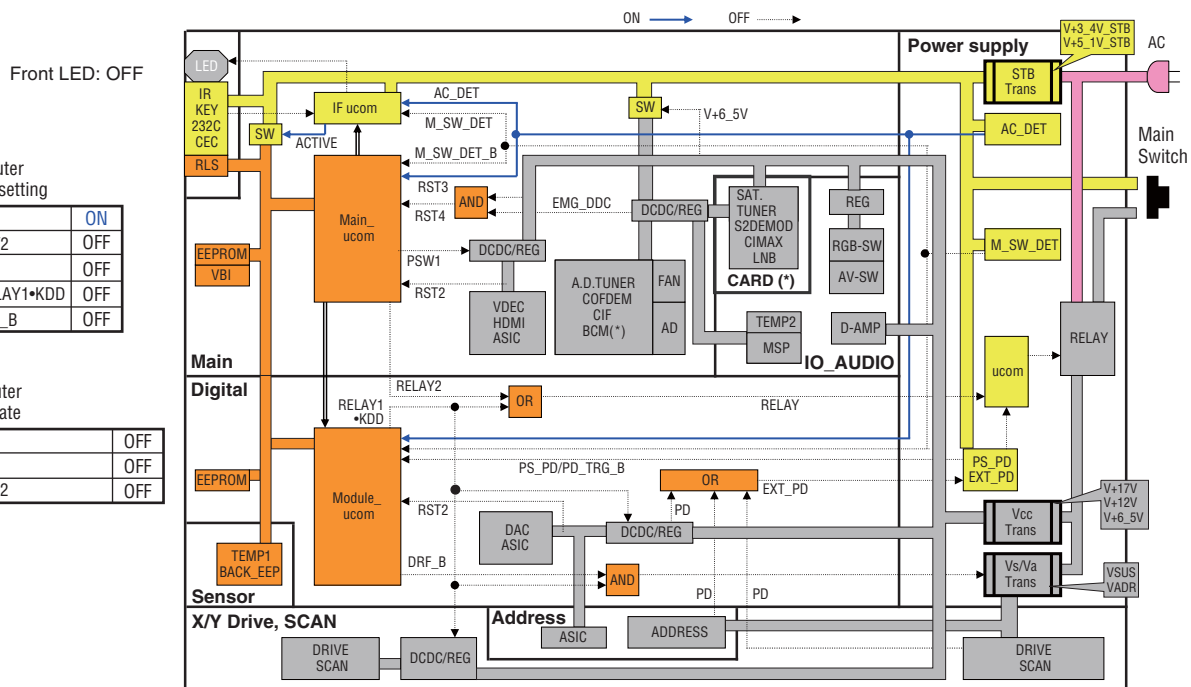 ON
OFF
Power supply
V+3_4V_STB
V+5_1V_STB
AC
Front LED: OFF
LED
STB
Trans
IR
KEY
232C
CEC
RLS
SW
IF ucom
ACTIVE
AC_DET
M_SW_DET
M_SW_DET_B
SW
V+6_5V
AC_DET
Main
Switch
uter
setting
ON
2
OFF
OFF
LAY1•KDD
OFF
_B
OFF
Main_
ucom
RST3
RST4
AND
EMG_DDC
DCDC/REG
SAT.
TUNER
S2DEMOD
CIMAX
LNB
CARD (*)
REG
RGB-SW
AV-SW
M_SW_DET
EEPROM
VBI
PSW1
RST2
DCDC/REG
VDEC
HDMI
ASIC
A.D.TUNER
COFDEM
CIF
BCM(*)
FAN
AD
TEMP2
MSP
D-AMP
RELAY
Main
IO_AUDIO
ucom
Digital
RELAY2
RELAY1
•KDD
OR
RELAY
uter
ate
OFF
OFF
2
OFF
EEPROM
Module_
ucom
PS_PD/PD_TRG_B
OR
EXT_PD
PS_PD
EXT_PD
RST2
PD
DAC
ASIC
DCDC/REG
V+17V
V+12V
V+6_5V
Vcc
Trans
TEMP1
BACK_EEP
DRF_B
AND
PD
PD
Vs/Va
Trans
VSUS
VADR
Sensor
X/Y Drive, SCAN
Address
ASIC
ADDRESS
DRIVE
SCAN
DCDC/REG
DRIVE
SCAN